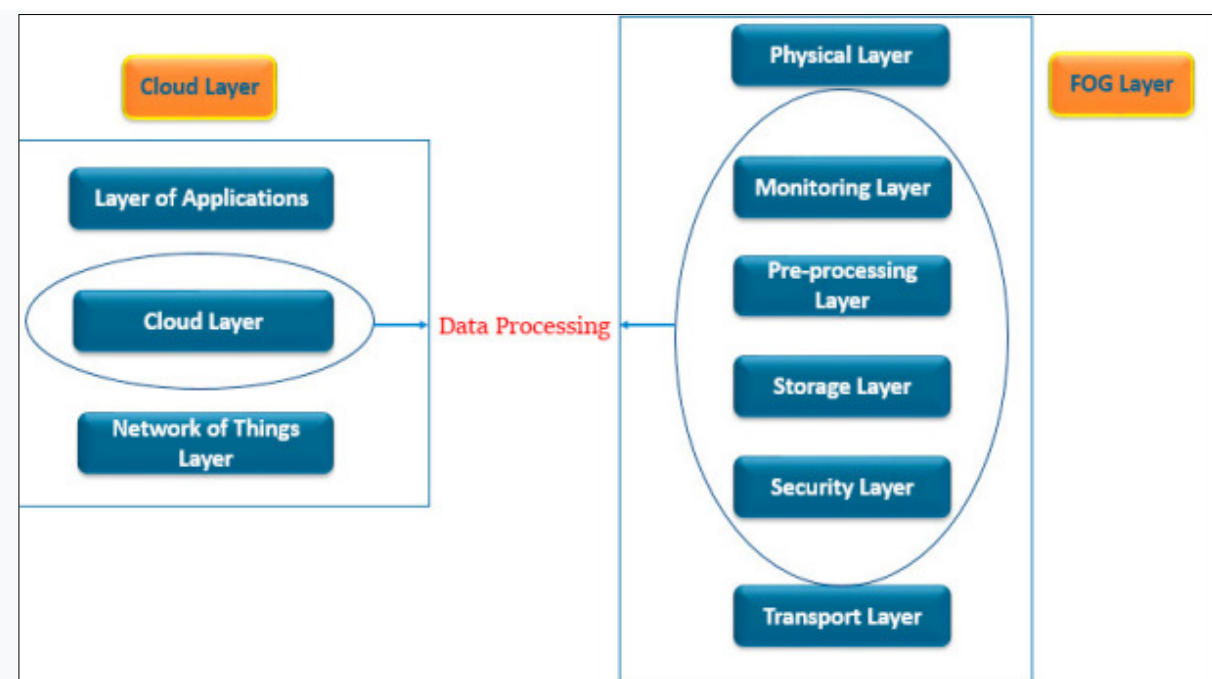 Cloud Layer
Layer of Applications
Cloud Layer
Network of Things
Layer
Data Processing
Physical Layer
Monitoring Layer
Pre-processing
Layer
Storage Layer
Security Layer
Transport Layer
FOG Layer